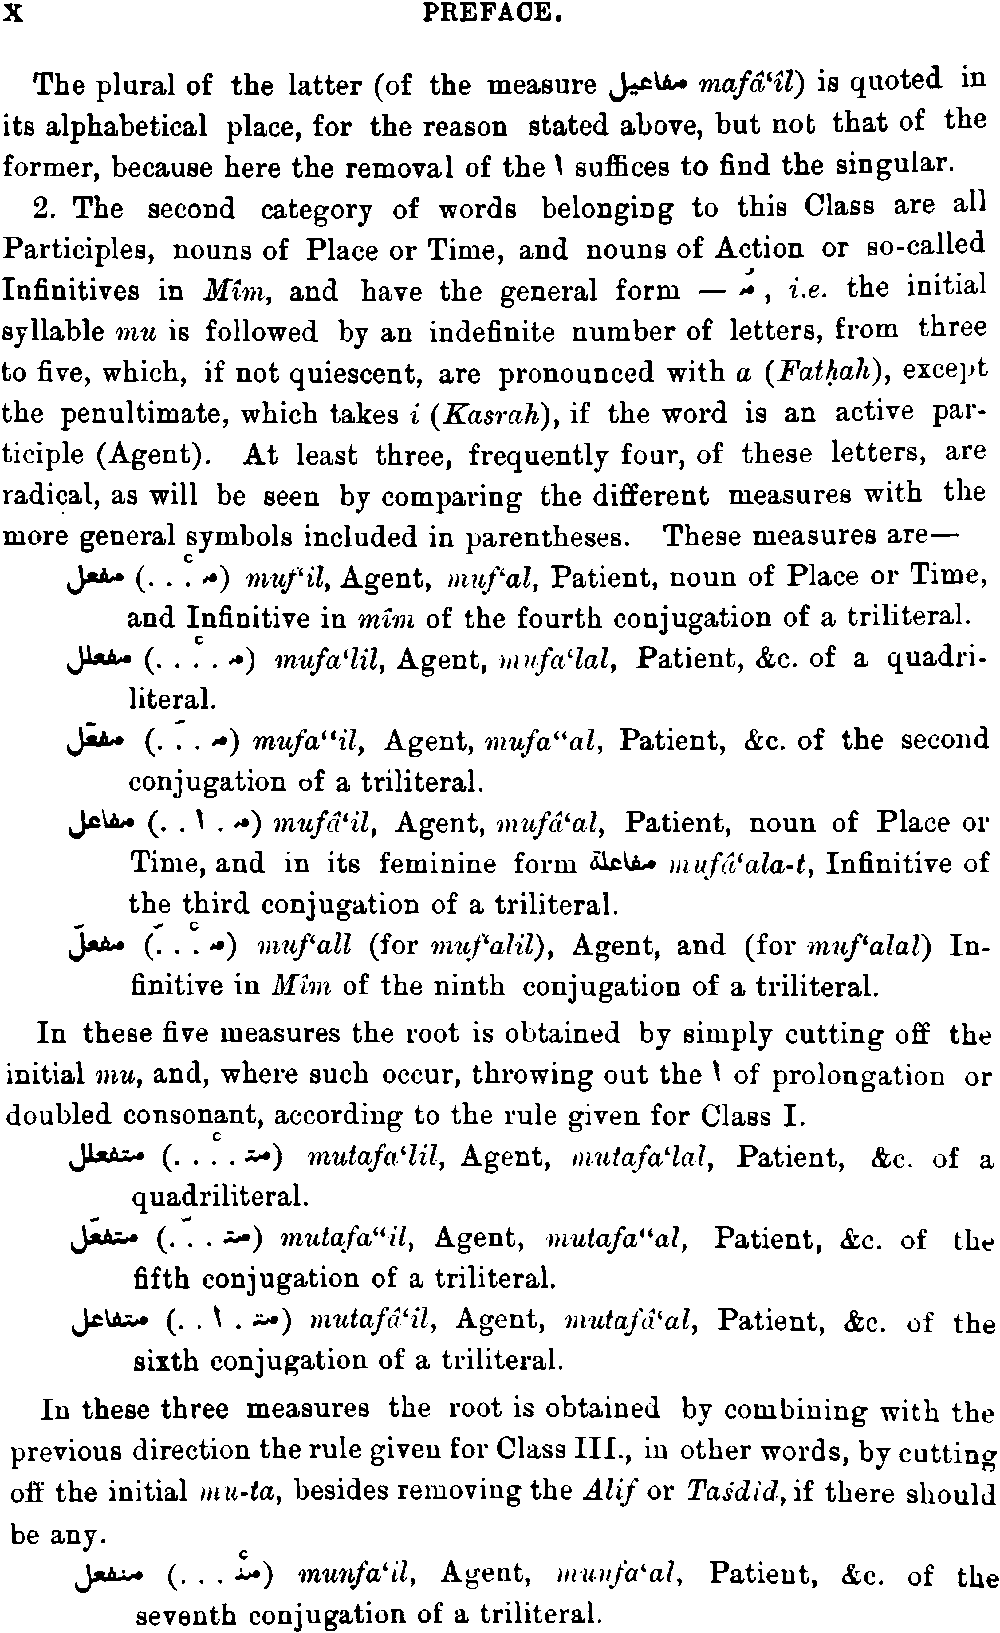 X PREFACE.
The plural of the latter (of the measure مفاعيل mafâ‘îl) is quoted in
its alphabetical place, for the reason stated above, but not that of the
former, because here the removal of the ا suffices to find the singular.
2. The second category of words belonging to this Class are all
Participles, nouns of Place or Time, and nouns of Action or so-called
Infinitives in Mîm, and have the general form — مُ, i.e. the initial
syllable mu is followed by an indefinite number of letters, from three
to five, which, if not quiescent, are pronounced with a (Fatḥah), except
the penultimate, which takes i (Kasrah), if the word is an active par-
ticiple (Agent). At least three, frequently four, of these letters, are
radical, as will be seen by comparing the different measures with the
more general symbols included in parentheses. These measures are—
مفعل (. . ْ. م) muf‘il, Agent, muf‘al, Patient, noun of Place or Time,
and Infinitive in mîm of the fourth conjugation of a triliteral.
مفعلل (. . ْ. . م) mufa‘lil, Agent, mufa‘lal, Patient, &c. of a quadri-
literal.
مفعّل (. ّ. . م) mufa‘‘il, Agent, mufa‘‘al, Patient, &c. of the second
conjugation of a triliteral.
مفاعل (. . ا . م) mufâ‘il, Agent, mufâ‘al, Patient, noun of Place or
Time, and in its feminine form مفاعلة mufâ‘ala-t, Infinitive of
the third conjugation of a triliteral.
مفعلّ (ّ. . ْ. م) muf‘all (for muf‘alil), Agent, and (for muf‘alal) In-
finitive in Mîm of the ninth conjugation of a triliteral.
In these five measures the root is obtained by simply cutting off the
initial mu, and, where such occur, throwing out the ا of prolongation or
doubled consonant, according to the rule given for Class I.
متفعلل (. . ْ. . مت) mutafa‘lil, Agent, mutafa‘lal, Patient, &c. of a
quadriliteral.
متفعّل (. ّ. . مت) mutafa‘‘il, Agent, mutafa‘‘al, Patient, &c. of the
fifth conjugation of a triliteral.
متفاعل (. . ا . مت) mutafâ‘il, Agent, mutafâ‘al, Patient, &c. of the
sixth conjugation of a triliteral.
In these three measures the root is obtained by combining with the
previous direction the rule given for Class III., in other words, by cutting
off the initial mu-ta, besides removing the Alif or Taśdîd, if there should
be any.
منفعل (. . . منْ) munfa‘il, Agent, munfa‘al, Patient, &c. of the
seventh conjugation of a triliteral.